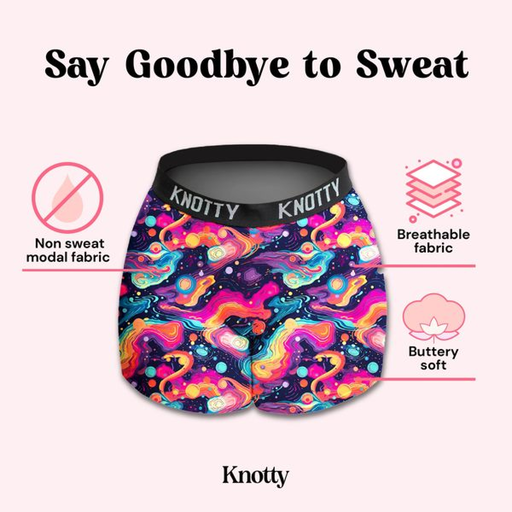 Say Goodbye to Sweat
KNOTTY KNOTTY
Non sweat
modal fabric
Breathable
fabric
Buttery
soft
Knotty